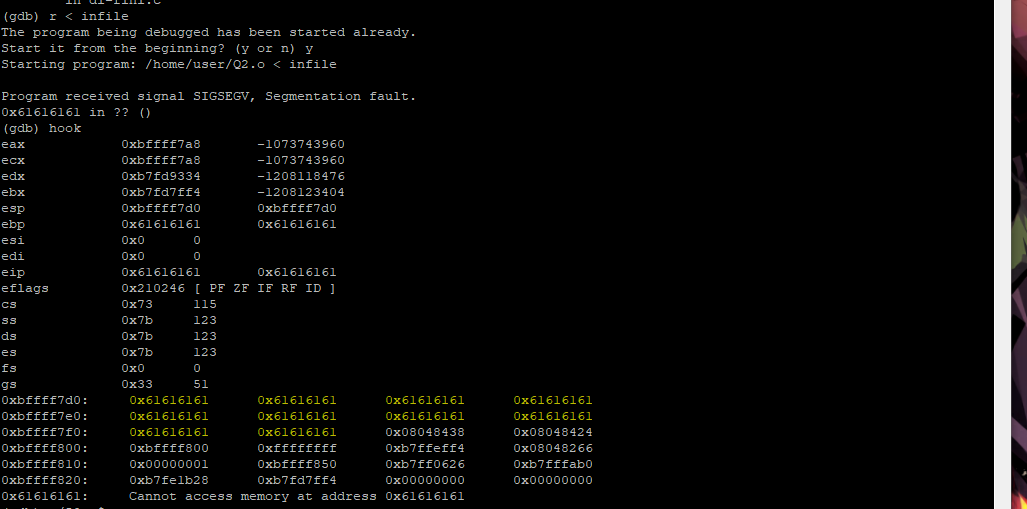 in di-fini.c
(gdb) r < infile
The program being debugged has been started already.
Start it from the beginning? (y or n) y
Starting program: /home/user/Q2.o < infile
Program received signal SIGSEGV, Segmentation fault.
0x61616161 in ?? ()
(gdb) hook
eax 0xbffff7a8 -1073743960
ecx 0xbffff7a8 -1073743960
edx 0xb7fd9334 -1208118476
ebx 0xb7fd7ff4 -1208123404
esp 0xbffff7d0 0xbffff7d0
ebp 0x61616161 0x61616161
esi 0x0 0
edi 0x0 0
eip 0x61616161 0x61616161
eflags 0x210246 [ PF ZF IF RF ID ]
cs 0x73 115
ss 0x7b 123
ds 0x7b 123
es 0x7b 123
fs 0x0 0
gs 0x33 51
0xbffff7d0: 0x61616161 0x61616161 0x61616161 0x61616161
0xbffff7e0: 0x61616161 0x61616161 0x61616161 0x61616161
0xbffff7f0: 0x61616161 0x61616161 0x08048438 0x08048424
0xbffff800: 0xbffff800 0xffffffff 0xb7ffeff4 0x08048266
0xbffff810: 0x00000001 0xbffff850 0xb7ff0626 0xb7fffab0
0xbffff820: 0xb7fe1b28 0xb7fd7ff4 0x00000000 0x00000000
0x61616161: Cannot access memory at address 0x61616161